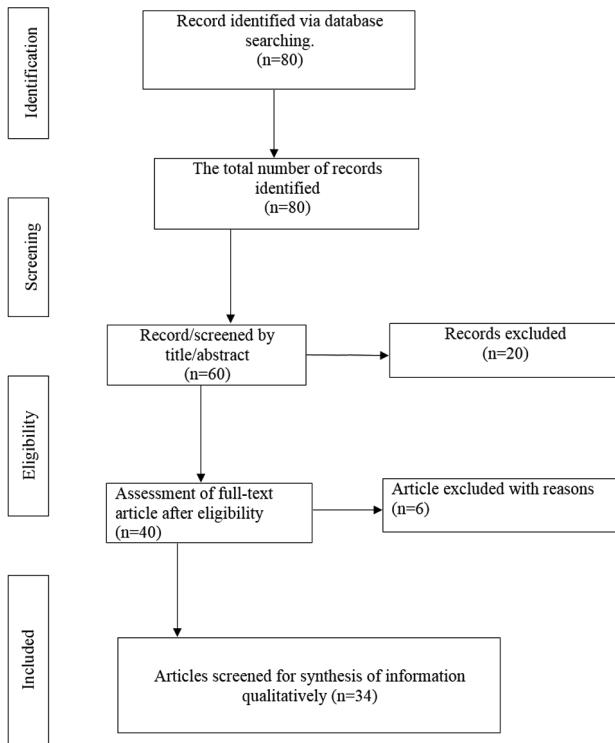 Identification
Record identified via database
searching.
(n=80)
The total number of records
identified
(n=80)
Screening
Record/screened by
title/abstract
(n=60)
Records excluded
(n=20)
Eligibility
Assessment of full-text
article after eligibility
(n=40)
Article excluded with reasons
(n=6)
Included
Articles screened for synthesis of information
qualitatively (n=34)